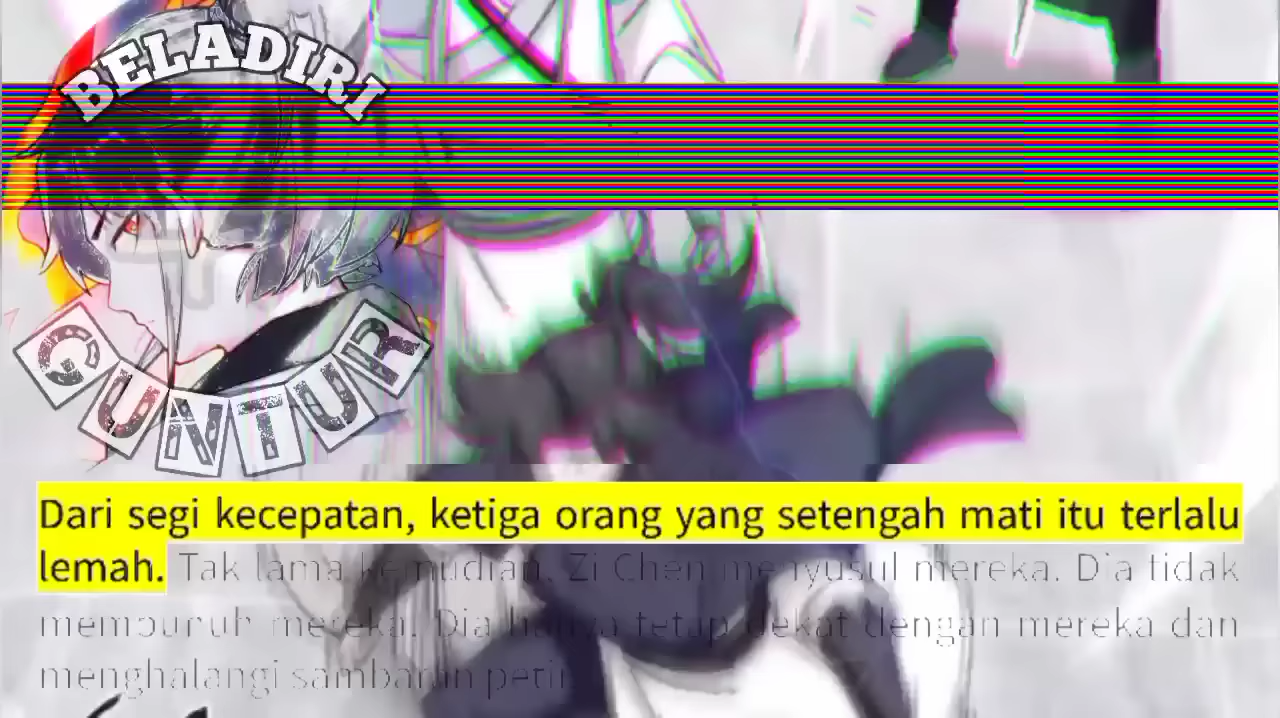 BELADIRI
GUNTUR
Dari segi kecepatan, ketiga orang yang setengah mati itu terlalu
lemah. Tak lama kemudian, Zi Chen menyusul mereka. Dia tidak
membunuh mereka. Dia hanya tetap dekat dengan mereka dan
menghalangi sambaran petir